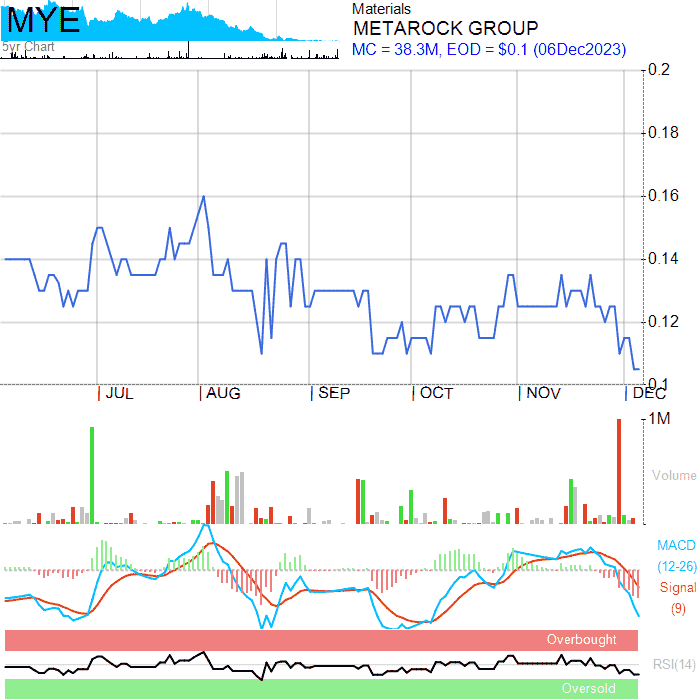 MYE
5yr Chart
Materials
METAROCK GROUP
MC = 38.3M, EOD = $0.1 (06Dec2023)
0.2
0.18
0.16
0.14
0.12
0.1
JUL AUG SEP OCT NOV DEC
1M
Volume
MACD
(12-26)
Signal
(9)
Overbought
RSI(14)
Oversold